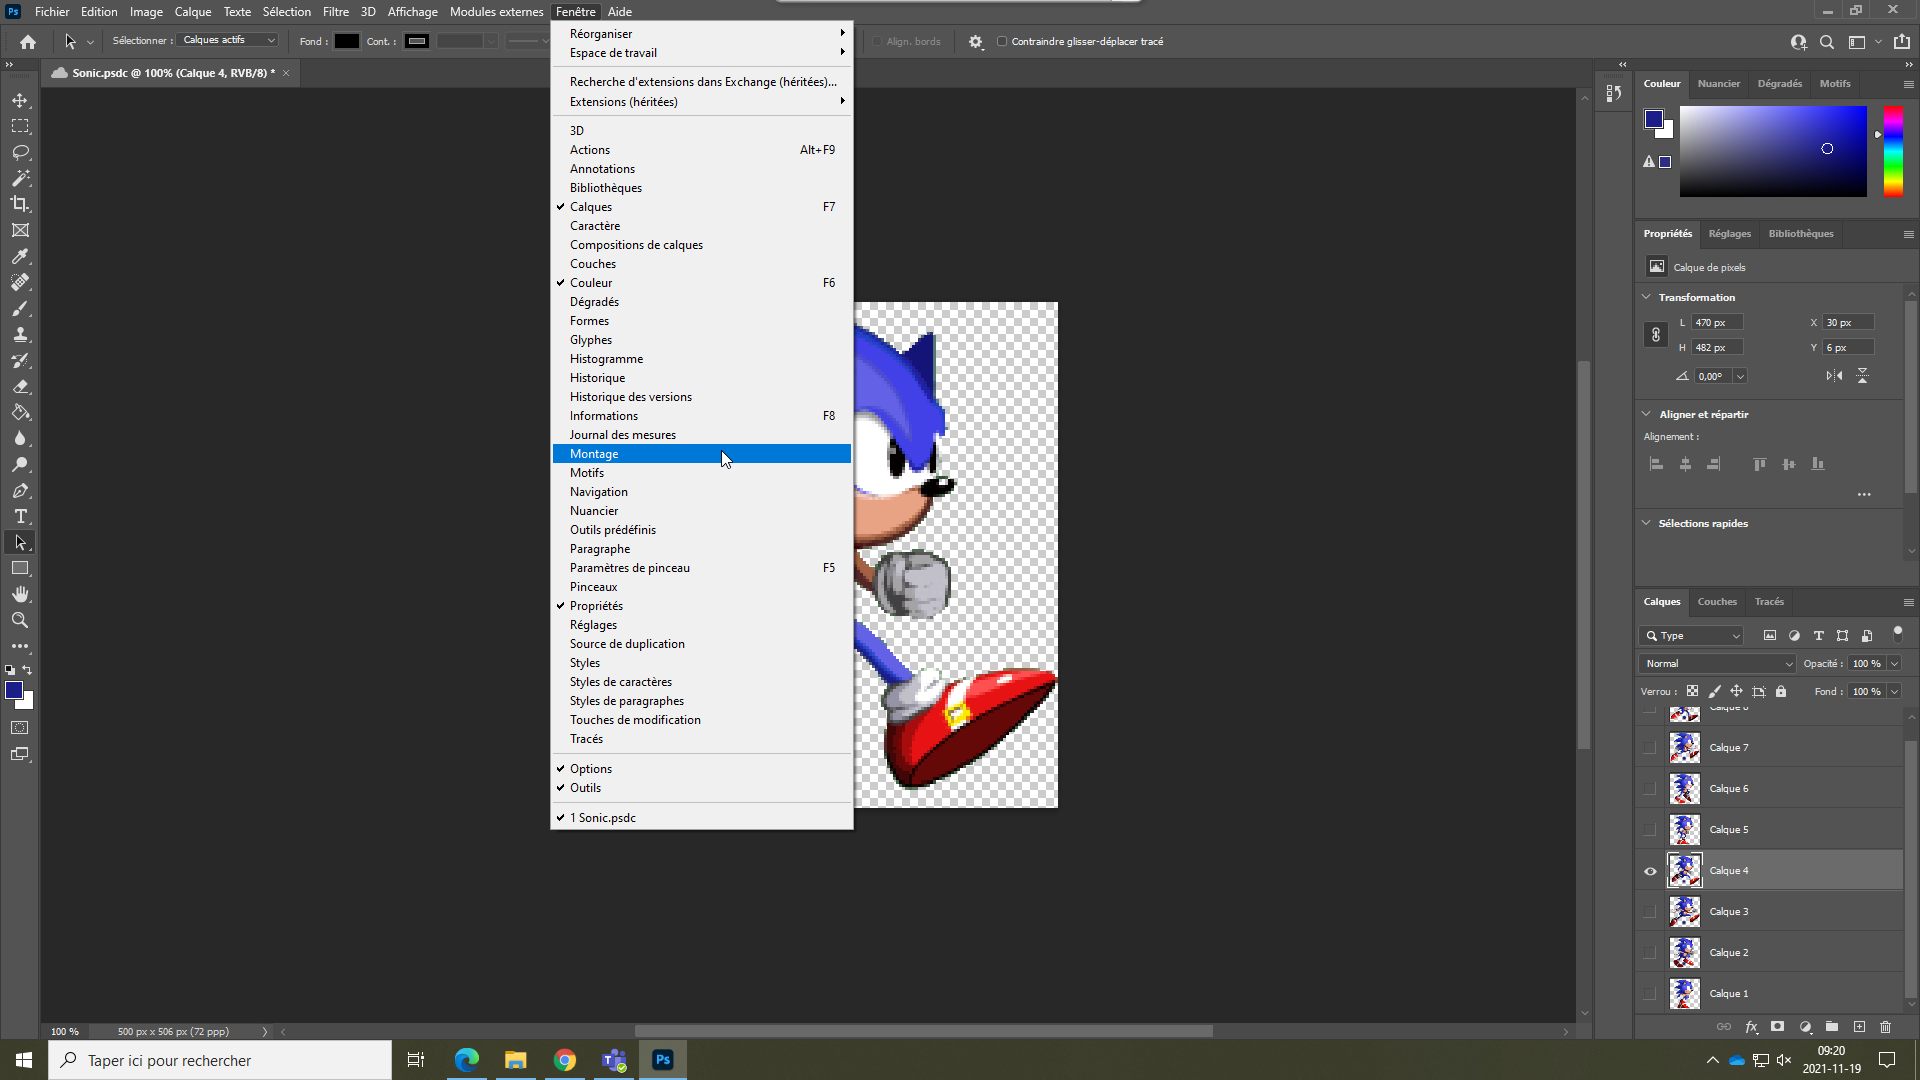 Ps Fichier Edition Image Calque Texte Sélection Filtre 3D Affichage Modules externes Fenêtre Aide
Sélectionner : Calques actifs Fond : Cont. : Align. bords Contraindre glisser-déplacer tracé
Sonic.psdc @ 100% (Calque 4, RVB/8) *
Réorganiser
Espace de travail
Recherche d'extensions dans Exchange (héritées)...
Extensions (héritées)
3D
Actions Alt+F9
Annotations
Bibliothèques
Calques F7
Caractère
Compositions de calques
Couches
Couleur F6
Dégradés
Formes
Glyphes
Histogramme
Historique
Historique des versions
Informations F8
Journal des mesures
Montage
Motifs
Navigation
Nuancier
Outils prédéfinis
Paragraphe
Paramètres de pinceau F5
Pinceaux
Propriétés
Réglages
Source de duplication
Styles
Styles de caractères
Styles de paragraphes
Touches de modification
Tracés
Options
Outils
1 Sonic.psdc
Couleur Nuancier Dégradés Motifs
Propriétés Réglages Bibliothèques
Calque de pixels
Transformation
L 470 px X 30 px
H 482 px Y 6 px
0,00°
Aligner et répartir
Alignement :
Sélections rapides
Calques Couches Tracés
Type
Normal Opacité : 100 %
Verrou : Fond : 100 %
Calque 7
Calque 6
Calque 5
Calque 4
Calque 3
Calque 2
Calque 1
100 % 500 px x 506 px (72 ppp)
Taper ici pour rechercher
Ps
09:20
2021-11-19